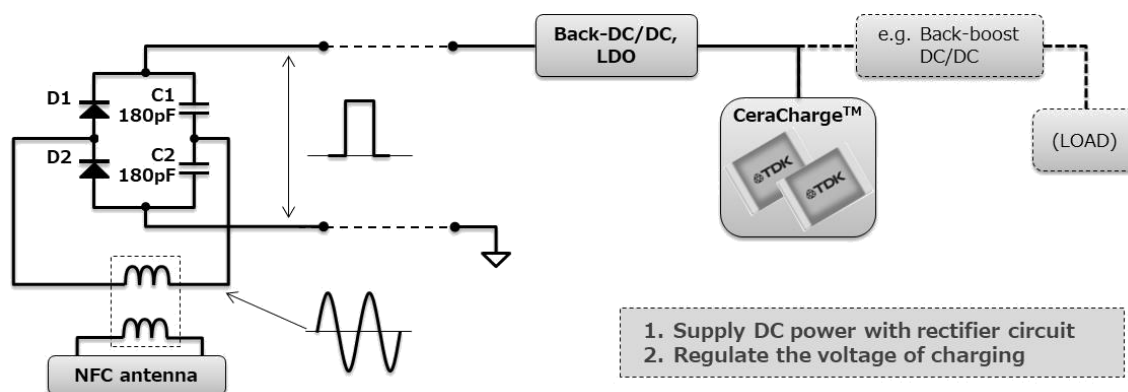 Back-DC/DC,
LDO
e.g. Back-boost
DC/DC
D1
C1
180pF
CeraCharge™
(LOAD)
D2
C2
180pF
TDK
TDK
NFC antenna
1. Supply DC power with rectifier circuit
2. Regulate the voltage of charging